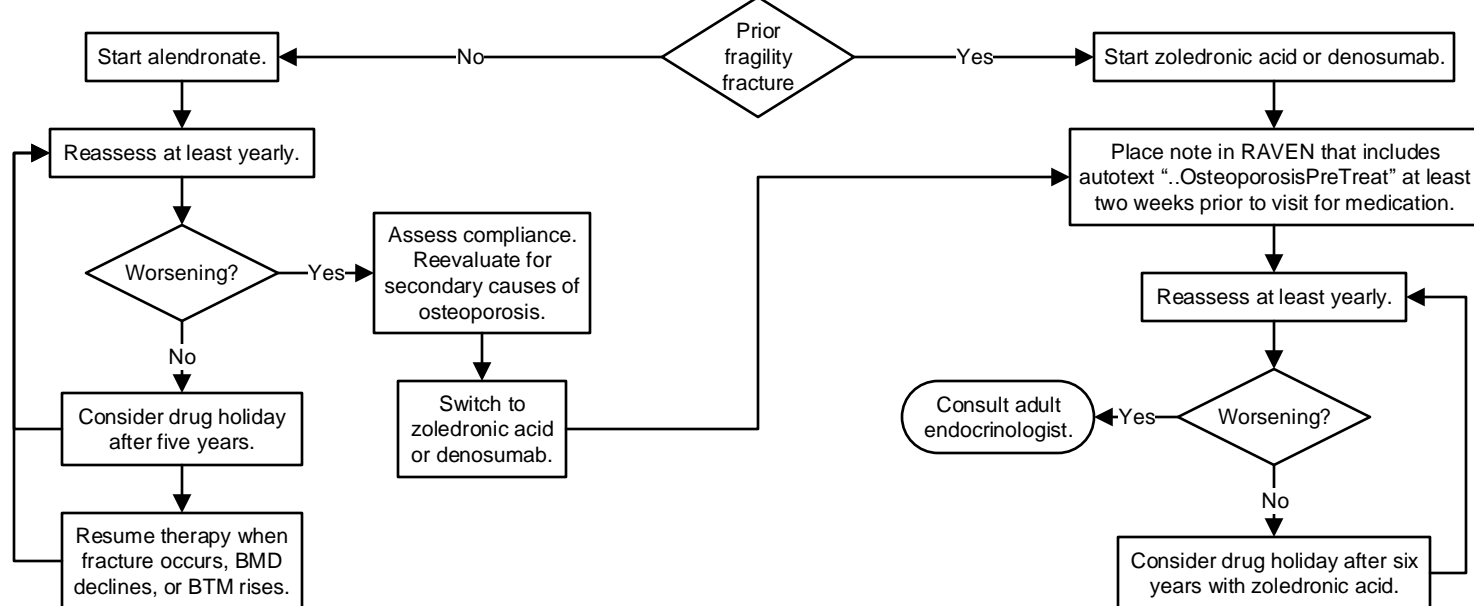 Prior
fragility
fracture
No
Yes
Start alendronate.
Start zoledronic acid or denosumab.
Reassess at least yearly.
Place note in RAVEN that includes
autotext “..OsteoporosisPreTreat” at least
two weeks prior to visit for medication.
Worsening?
Yes
Assess compliance.
Reevaluate for
secondary causes of
osteoporosis.
No
Switch to
zoledronic acid
or denosumab.
Consider drug holiday
after five years.
Resume therapy when
fracture occurs, BMD
declines, or BTM rises.
Reassess at least yearly.
Worsening?
Yes
Consult adult
endocrinologist.
No
Consider drug holiday after six
years with zoledronic acid.